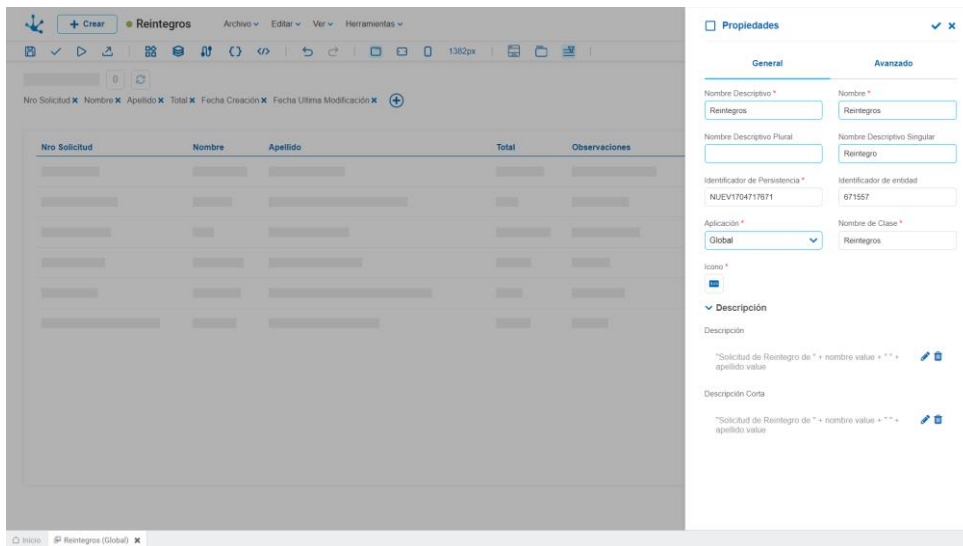 Crear
Reintegros
Archivo Editar Ver Herramientas
1382px
0
Nro Solicitud Nombre Apellido Total Fecha Creación Fecha Ultima Modificación
Nro Solicitud Nombre Apellido Total Observaciones
Propiedades
General Avanzado
Nombre Descriptivo * Nombre *
Reintegros Reintegros
Nombre Descriptivo Plural Nombre Descriptivo Singular
Reintegro
Identificador de Persistencia * Identificador de entidad
NUEV1704717671 671557
Aplicación * Nombre de Clase *
Global Reintegros
Icono *
Descripción
Descripción
"Solicitud de Reintegro de " + nombre value + " " +
apellido value
Descripción Corta
"Solicitud de Reintegro de " + nombre value + " " +
apellido value
Inicio Reintegros (Global)